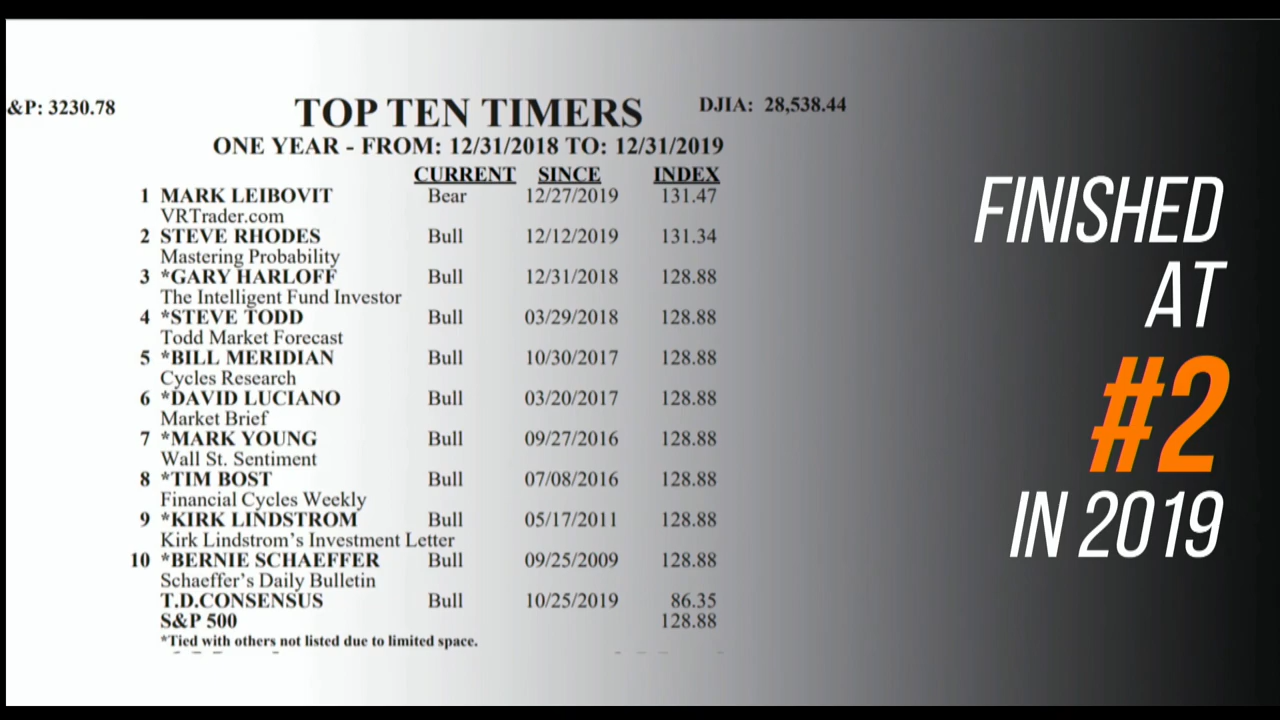 &P: 3230.78
TOP TEN TIMERS
DJIA: 28,538.44
ONE YEAR - FROM: 12/31/2018 TO: 12/31/2019
CURRENT SINCE INDEX
1 MARK LEIBOVIT Bear 12/27/2019 131.47
VRTrader.com
2 STEVE RHODES Bull 12/12/2019 131.34
Mastering Probability
3 *GARY HARLOFF Bull 12/31/2018 128.88
The Intelligent Fund Investor
4 *STEVE TODD Bull 03/29/2018 128.88
Todd Market Forecast
5 *BILL MERIDIAN Bull 10/30/2017 128.88
Cycles Research
6 *DAVID LUCIANO Bull 03/20/2017 128.88
Market Brief
7 *MARK YOUNG Bull 09/27/2016 128.88
Wall St. Sentiment
8 *TIM BOST Bull 07/08/2016 128.88
Financial Cycles Weekly
9 *KIRK LINDSTROM Bull 05/17/2011 128.88
Kirk Lindstrom's Investment Letter
10 *BERNIE SCHAEFFER Bull 09/25/2009 128.88
Schaeffer's Daily Bulletin
T.D.CONSENSUS Bull 10/25/2019 86.35
S&P 500 128.88
*Tied with others not listed due to limited space.
FINISHED
AT
#2
IN 2019